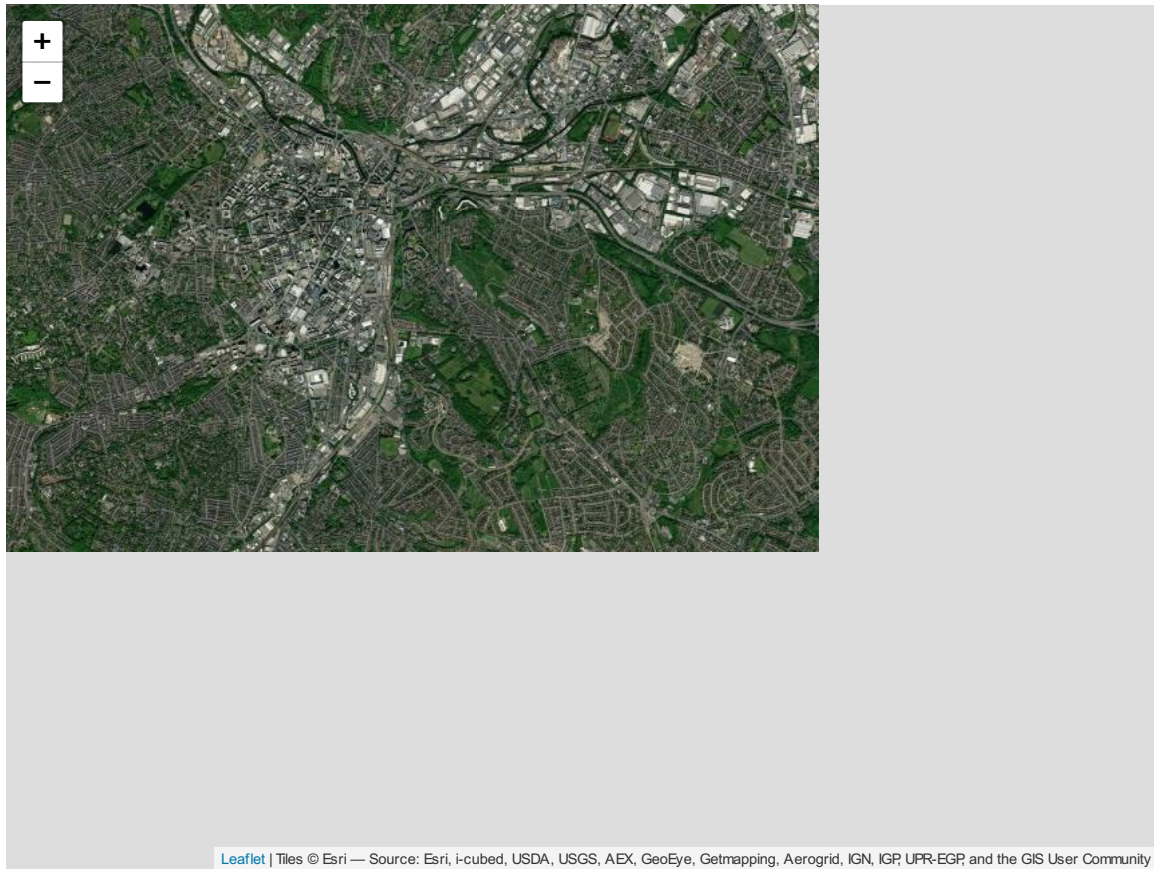 +
−
Leaflet | Tiles © Esri — Source: Esri, i-cubed, USDA, USGS, AEX, GeoEye, Getmapping, Aerogrid, IGN, IGP, UPR-EGP, and the GIS User Community